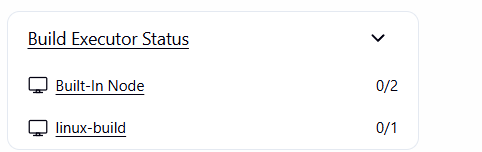 Build Executor Status
Built-In Node 0/2
linux-build 0/1